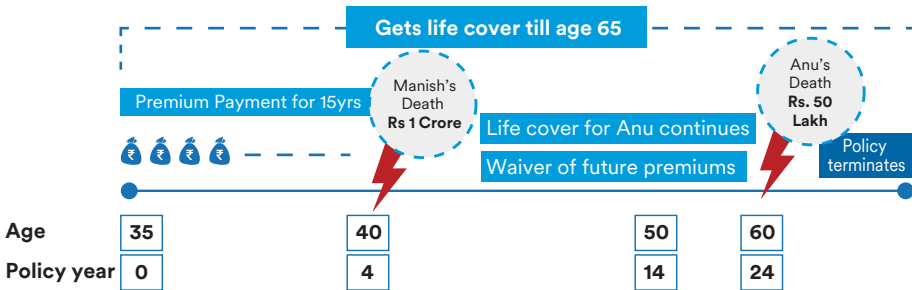 Gets life cover till age 65
Premium Payment for 15yrs
Manish's
Death
Rs 1 Crore
Anu's
Death
Rs. 50
Lakh
Life cover for Anu continues
Waiver of future premiums
Policy
terminates
₹ ₹ ₹ ₹
Age 35 40 50 60
Policy year 0 4 14 24